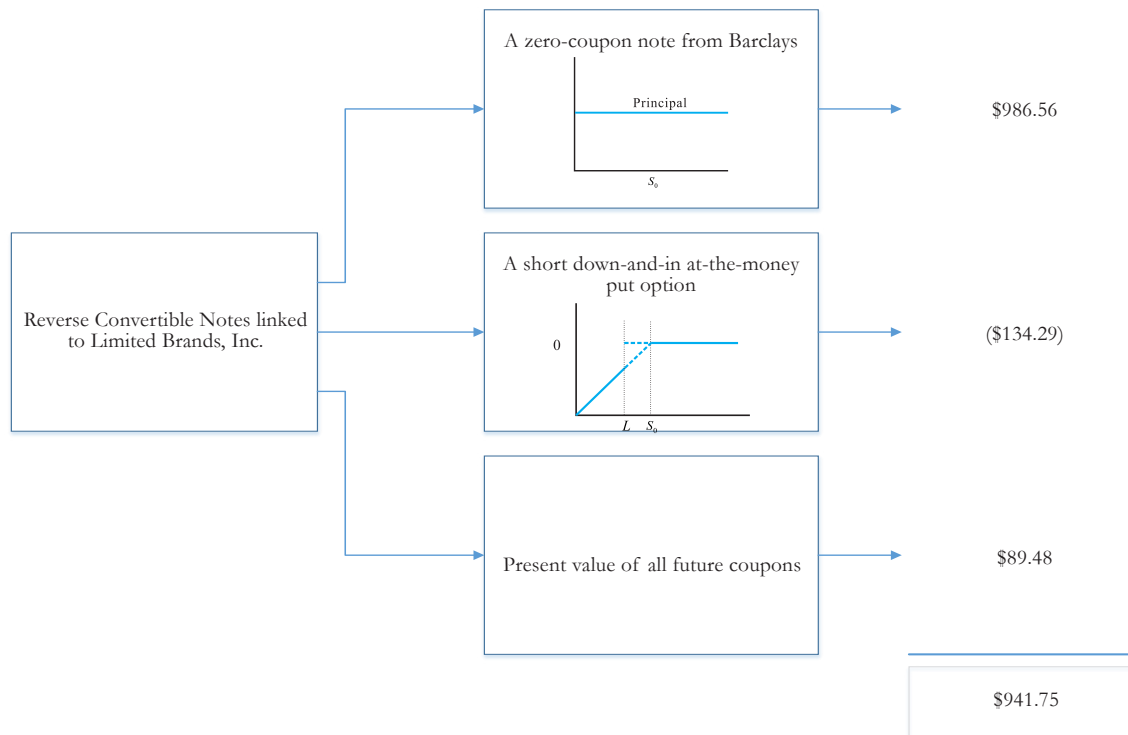 A zero-coupon note from Barclays
Principal
S₀
$986.56
Reverse Convertible Notes linked
to Limited Brands, Inc.
A short down-and-in at-the-money
put option
0
L S₀
($134.29)
Present value of all future coupons
$89.48
$941.75